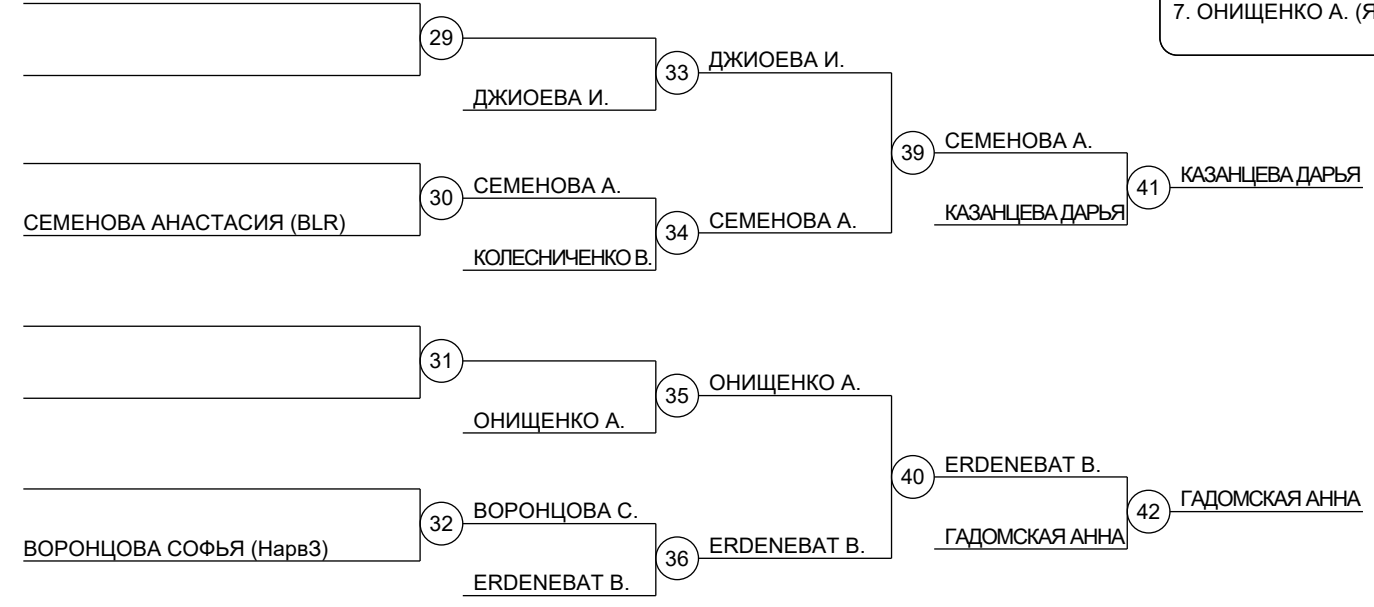 7. ОНИЩЕНКО А. (Я
29
33
ДЖИОЕВА И.
ДЖИОЕВА И.
39
СЕМЕНОВА А.
41
КАЗАНЦЕВА ДАРЬЯ
30
СЕМЕНОВА А.
КАЗАНЦЕВА ДАРЬЯ
СЕМЕНОВА АНАСТАСИЯ (BLR)
34
СЕМЕНОВА А.
КОЛЕСНИЧЕНКО В.
31
35
ОНИЩЕНКО А.
ОНИЩЕНКО А.
40
ERDENEBAT B.
42
ГАДОМСКАЯ АННА
32
ВОРОНЦОВА С.
ГАДОМСКАЯ АННА
ВОРОНЦОВА СОФЬЯ (Нарв3)
36
ERDENEBAT B.
ERDENEBAT B.